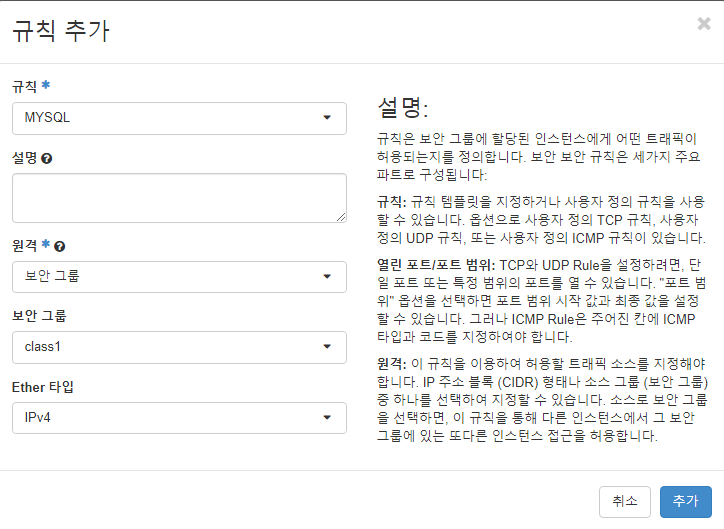 규칙 추가
규칙 *
MYSQL
설명
원격 *
보안 그룹
보안 그룹
class1
Ether 타입
IPv4
설명:
규칙은 보안 그룹에 할당된 인스턴스에게 어떤 트래픽이
허용되는지를 정의합니다. 보안 보안 규칙은 세가지 주요
파트로 구성됩니다:
규칙: 규칙 템플릿을 지정하거나 사용자 정의 규칙을 사용
할 수 있습니다. 옵션으로 사용자 정의 TCP 규칙, 사용자
정의 UDP 규칙, 또는 사용자 정의 ICMP 규칙이 있습니다.
열린 포트/포트 범위: TCP와 UDP Rule을 설정하려면, 단
일 포트 또는 특정 범위의 포트를 열 수 있습니다. "포트 범
위" 옵션을 선택하면 포트 범위 시작 값과 최종 값을 설정
할 수 있습니다. 그러나 ICMP Rule은 주어진 칸에 ICMP
타입과 코드를 지정하여야 합니다.
원격: 이 규칙을 이용하여 허용할 트래픽 소스를 지정해야
합니다. IP 주소 블록 (CIDR) 형태나 소스 그룹 (보안 그룹)
중 하나를 선택하여 지정할 수 있습니다. 소스로 보안 그룹
을 선택하면, 이 규칙을 통해 다른 인스턴스에서 그 보안
그룹에 있는 또다른 인스턴스 접근을 허용합니다.
취소
추가